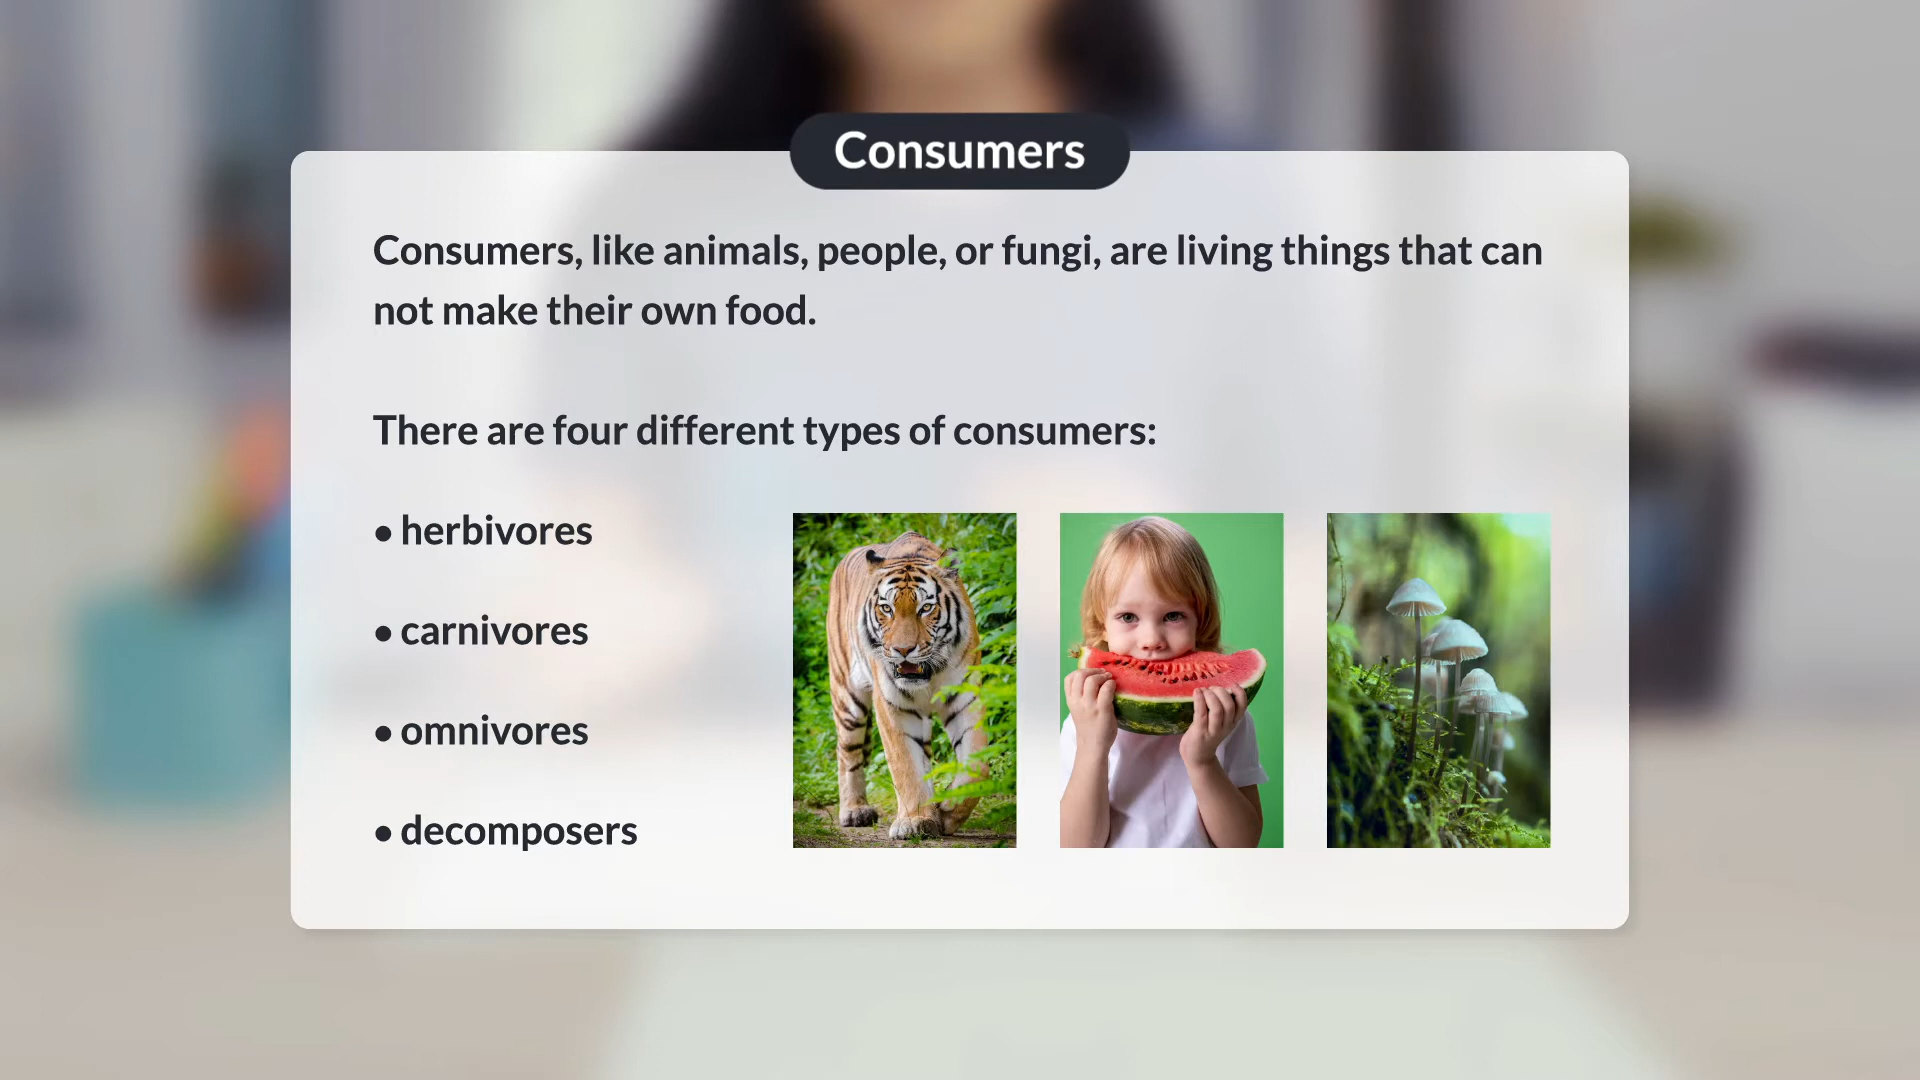 Consumers
Consumers, like animals, people, or fungi, are living things that can
not make their own food.
There are four different types of consumers:
• herbivores
• carnivores
• omnivores
• decomposers